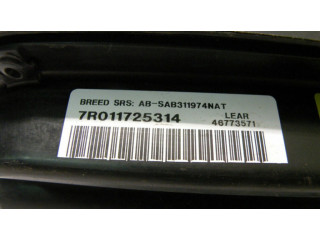 BREED SRS: AB-SAB311974NAT
7R011725314 LEAR
46773571